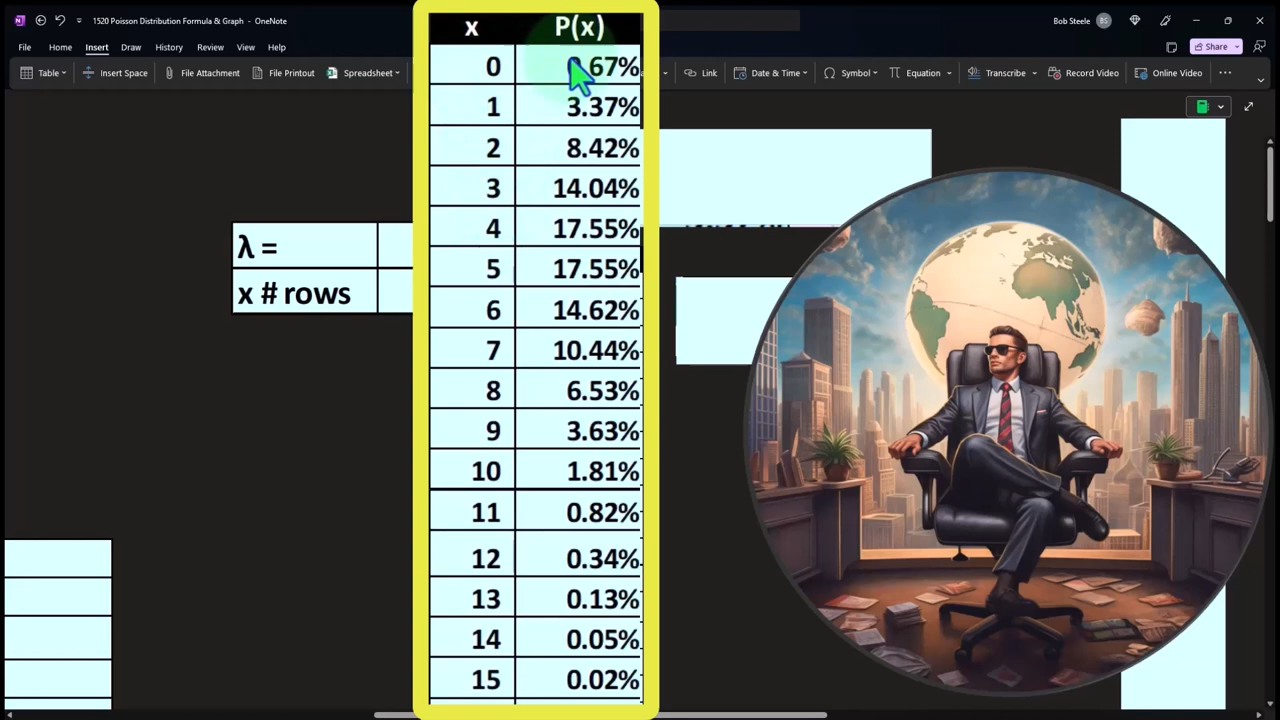 1520 Poisson Distribution Formula & Graph - OneNote
Bob Steele BS
File Home Insert Draw History Review View Help
Share
Table Insert Space File Attachment File Printout Spreadsheet Link Date & Time Symbol Equation Transcribe Record Video Online Video
λ =
x # rows
x P(x)
0 .67%
1 3.37%
2 8.42%
3 14.04%
4 17.55%
5 17.55%
6 14.62%
7 10.44%
8 6.53%
9 3.63%
10 1.81%
11 0.82%
12 0.34%
13 0.13%
14 0.05%
15 0.02%